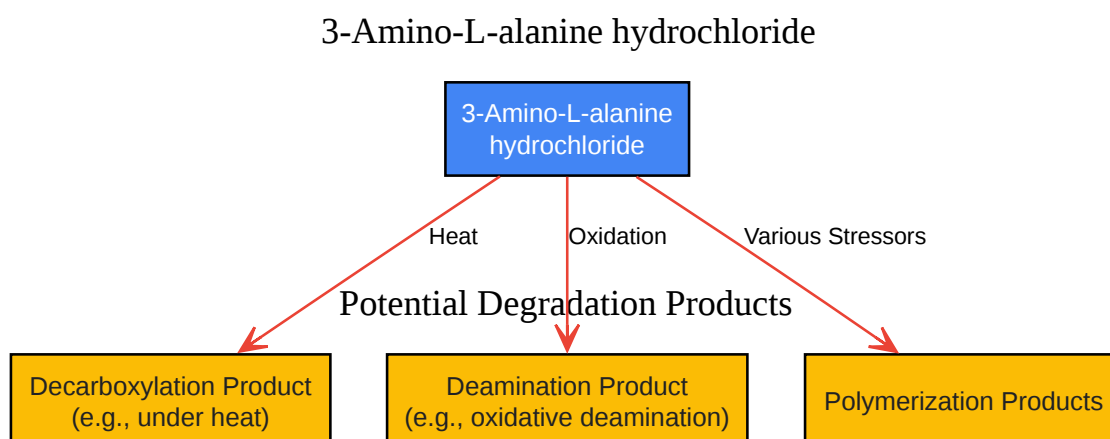 3-Amino-L-alanine hydrochloride
3-Amino-L-alanine
hydrochloride
Heat
Oxidation
Various Stressors
Potential Degradation Products
Decarboxylation Product
(e.g., under heat)
Deamination Product
(e.g., oxidative deamination)
Polymerization Products